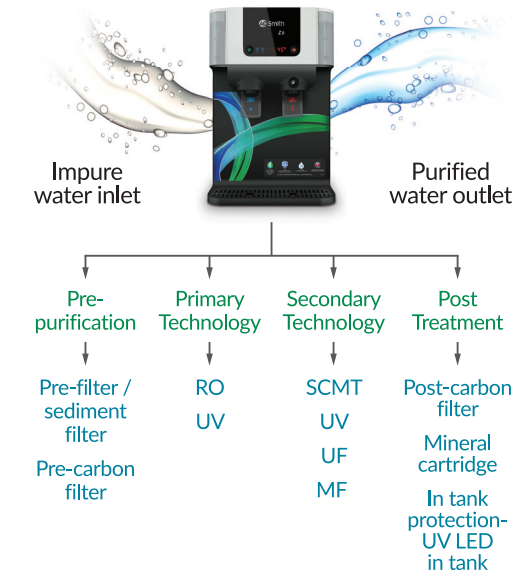 AO Smith
Impure
water inlet
Purified
water outlet
Pre-
purification
Primary
Technology
Secondary
Technology
Post
Treatment
Pre-filter /
sediment
filter
Pre-carbon
filter
RO
UV
SCMT
UV
UF
MF
Post-carbon
filter
Mineral
cartridge
In tank
protection-
UV LED
in tank